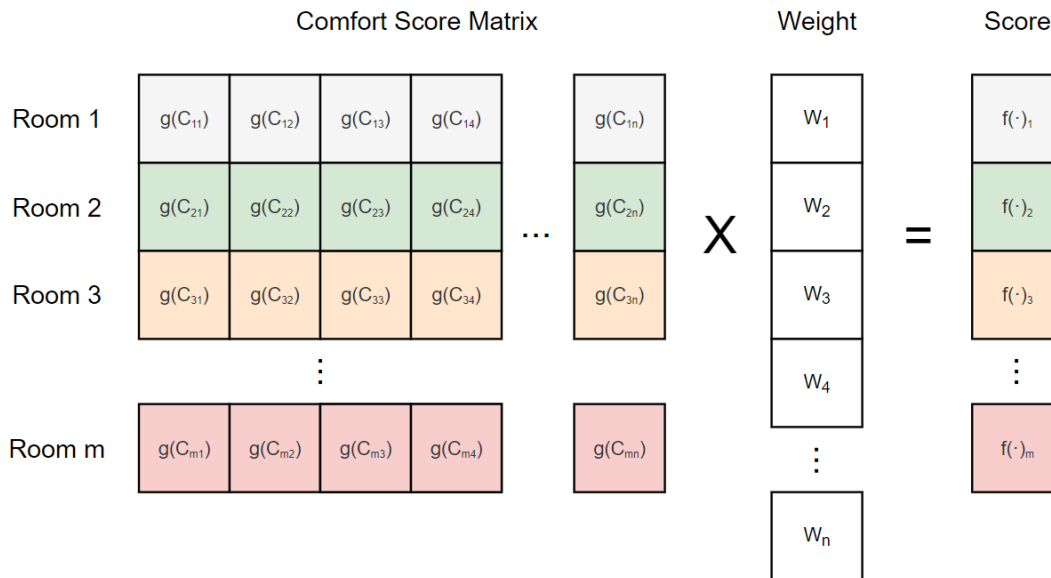 Comfort Score Matrix Weight Score
Room 1 g(C₁₁) g(C₁₂) g(C₁₃) g(C₁₄) g(C₁ₙ) W₁ f(·)₁
Room 2 g(C₂₁) g(C₂₂) g(C₂₃) g(C₂₄) ... g(C₂ₙ) X W₂ = f(·)₂
Room 3 g(C₃₁) g(C₃₂) g(C₃₃) g(C₃₄) g(C₃ₙ) W₃ f(·)₃
⋮ W₄ ⋮
Room m g(Cₘ₁) g(Cₘ₂) g(Cₘ₃) g(Cₘ₄) g(Cₘₙ) ⋮ f(·)ₘ
Wₙ